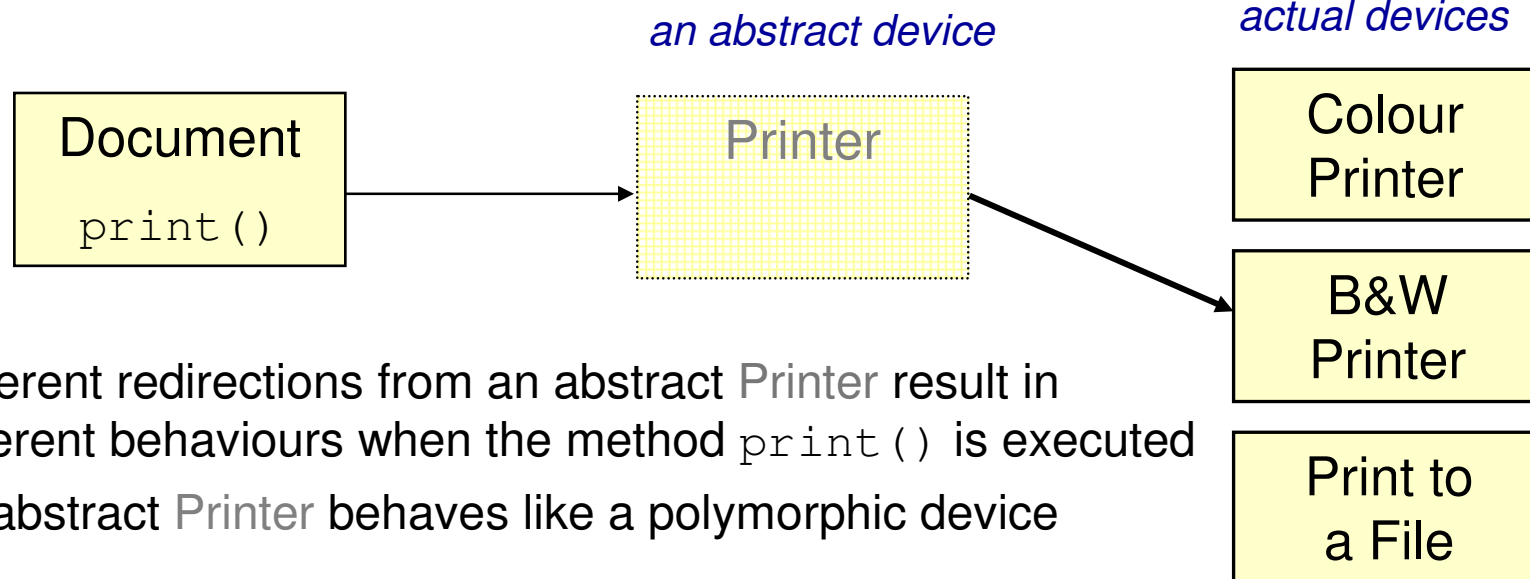 an abstract device
actual devices
Document
print()
Printer
Colour
Printer
B&W
Printer
Print to
a File
erent redirections from an abstract Printer result in
erent behaviours when the method print() is executed
abstract Printer behaves like a polymorphic device